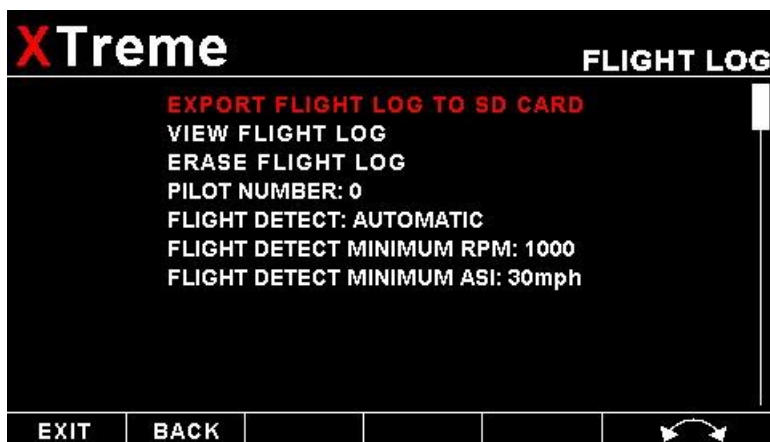 XTreme
FLIGHT LOG
EXPORT FLIGHT LOG TO SD CARD
VIEW FLIGHT LOG
ERASE FLIGHT LOG
PILOT NUMBER: 0
FLIGHT DETECT: AUTOMATIC
FLIGHT DETECT MINIMUM RPM: 1000
FLIGHT DETECT MINIMUM ASI: 30mph
EXIT BACK